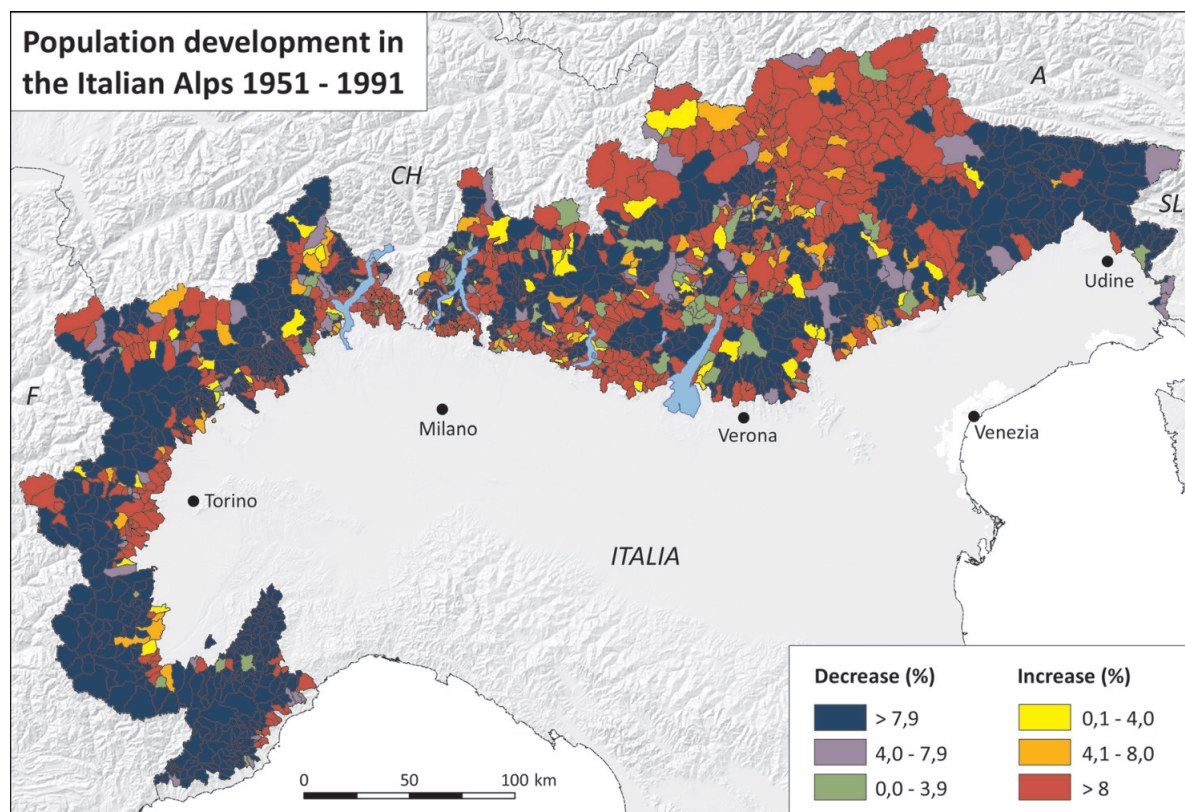 Population development in
the Italian Alps 1951 - 1991
A
CH
SL
Udine
F
Milano
Verona
Venezia
Torino
ITALIA
Decrease (%)
> 7,9
4,0 - 7,9
0,0 - 3,9
Increase (%)
0,1 - 4,0
4,1 - 8,0
> 8
0 50 100 km